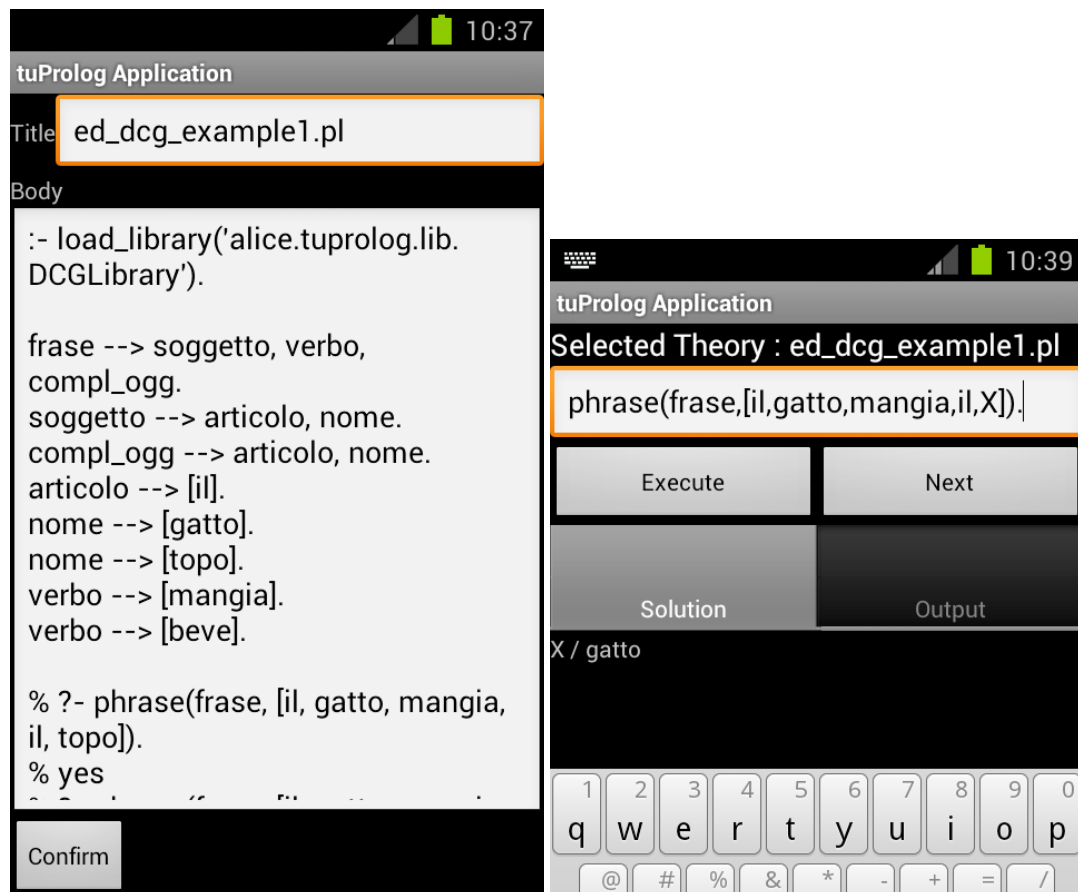 10:37
tuProlog Application
Title ed_dcg_example1.pl
Body
:- load_library('alice.tuprolog.lib.
DCGLibrary').
frase --> soggetto, verbo,
compl_ogg.
soggetto --> articolo, nome.
compl_ogg --> articolo, nome.
articolo --> [il].
nome --> [gatto].
nome --> [topo].
verbo --> [mangia].
verbo --> [beve].
% ?- phrase(frase, [il, gatto, mangia,
il, topo]).
% yes
Confirm
10:39
tuProlog Application
Selected Theory : ed_dcg_example1.pl
phrase(frase,[il,gatto,mangia,il,X]).
Execute Next
Solution Output
X / gatto
1 2 3 4 5 6 7 8 9 0
q w e r t y u i o p
@ # % & * - + = /